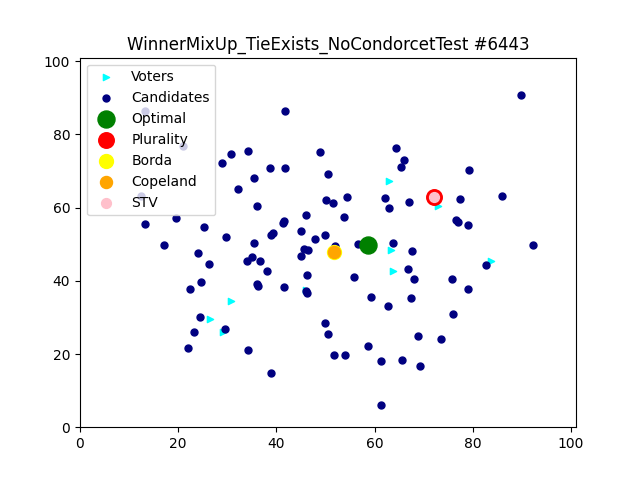 WinnerMixUp_TieExists_NoCondorcetTest #6443
100
80
60
40
20
0
Voters
Candidates
Optimal
Plurality
Borda
Copeland
STV
0 20 40 60 80 100